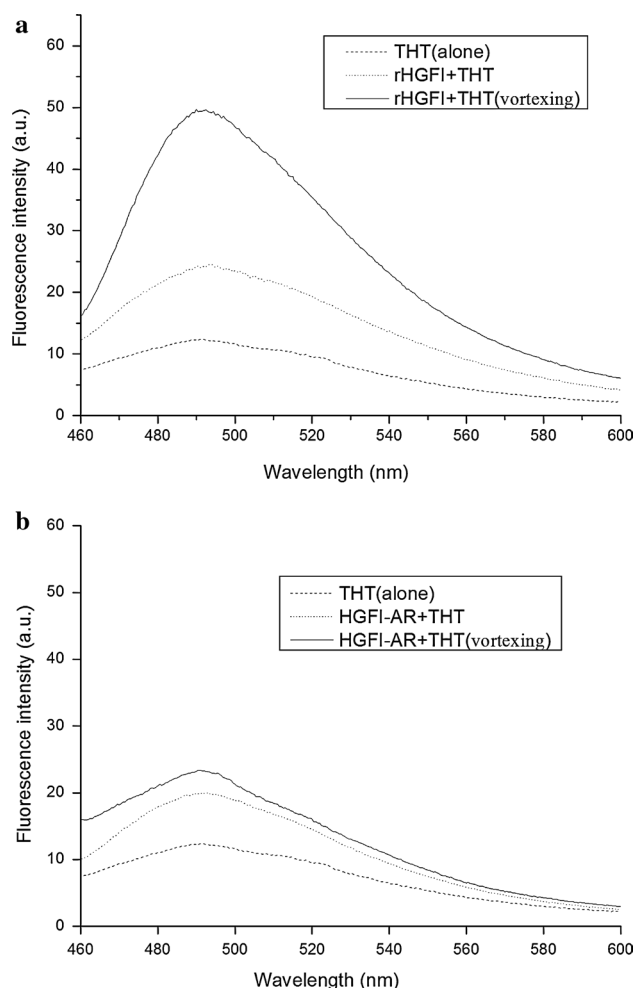 a
60
THT(alone)
rHGFI+THT
rHGFI+THT(vortexing)
50
40
30
20
10
0
Fluorescence intensity (a.u.)
460 480 500 520 540 560 580 600
Wavelength (nm)
b
60
50
THT(alone)
HGFI-AR+THT
HGFI-AR+THT(vortexing)
40
30
20
10
0
Fluorescence intensity (a.u.)
460 480 500 520 540 560 580 600
Wavelength (nm)